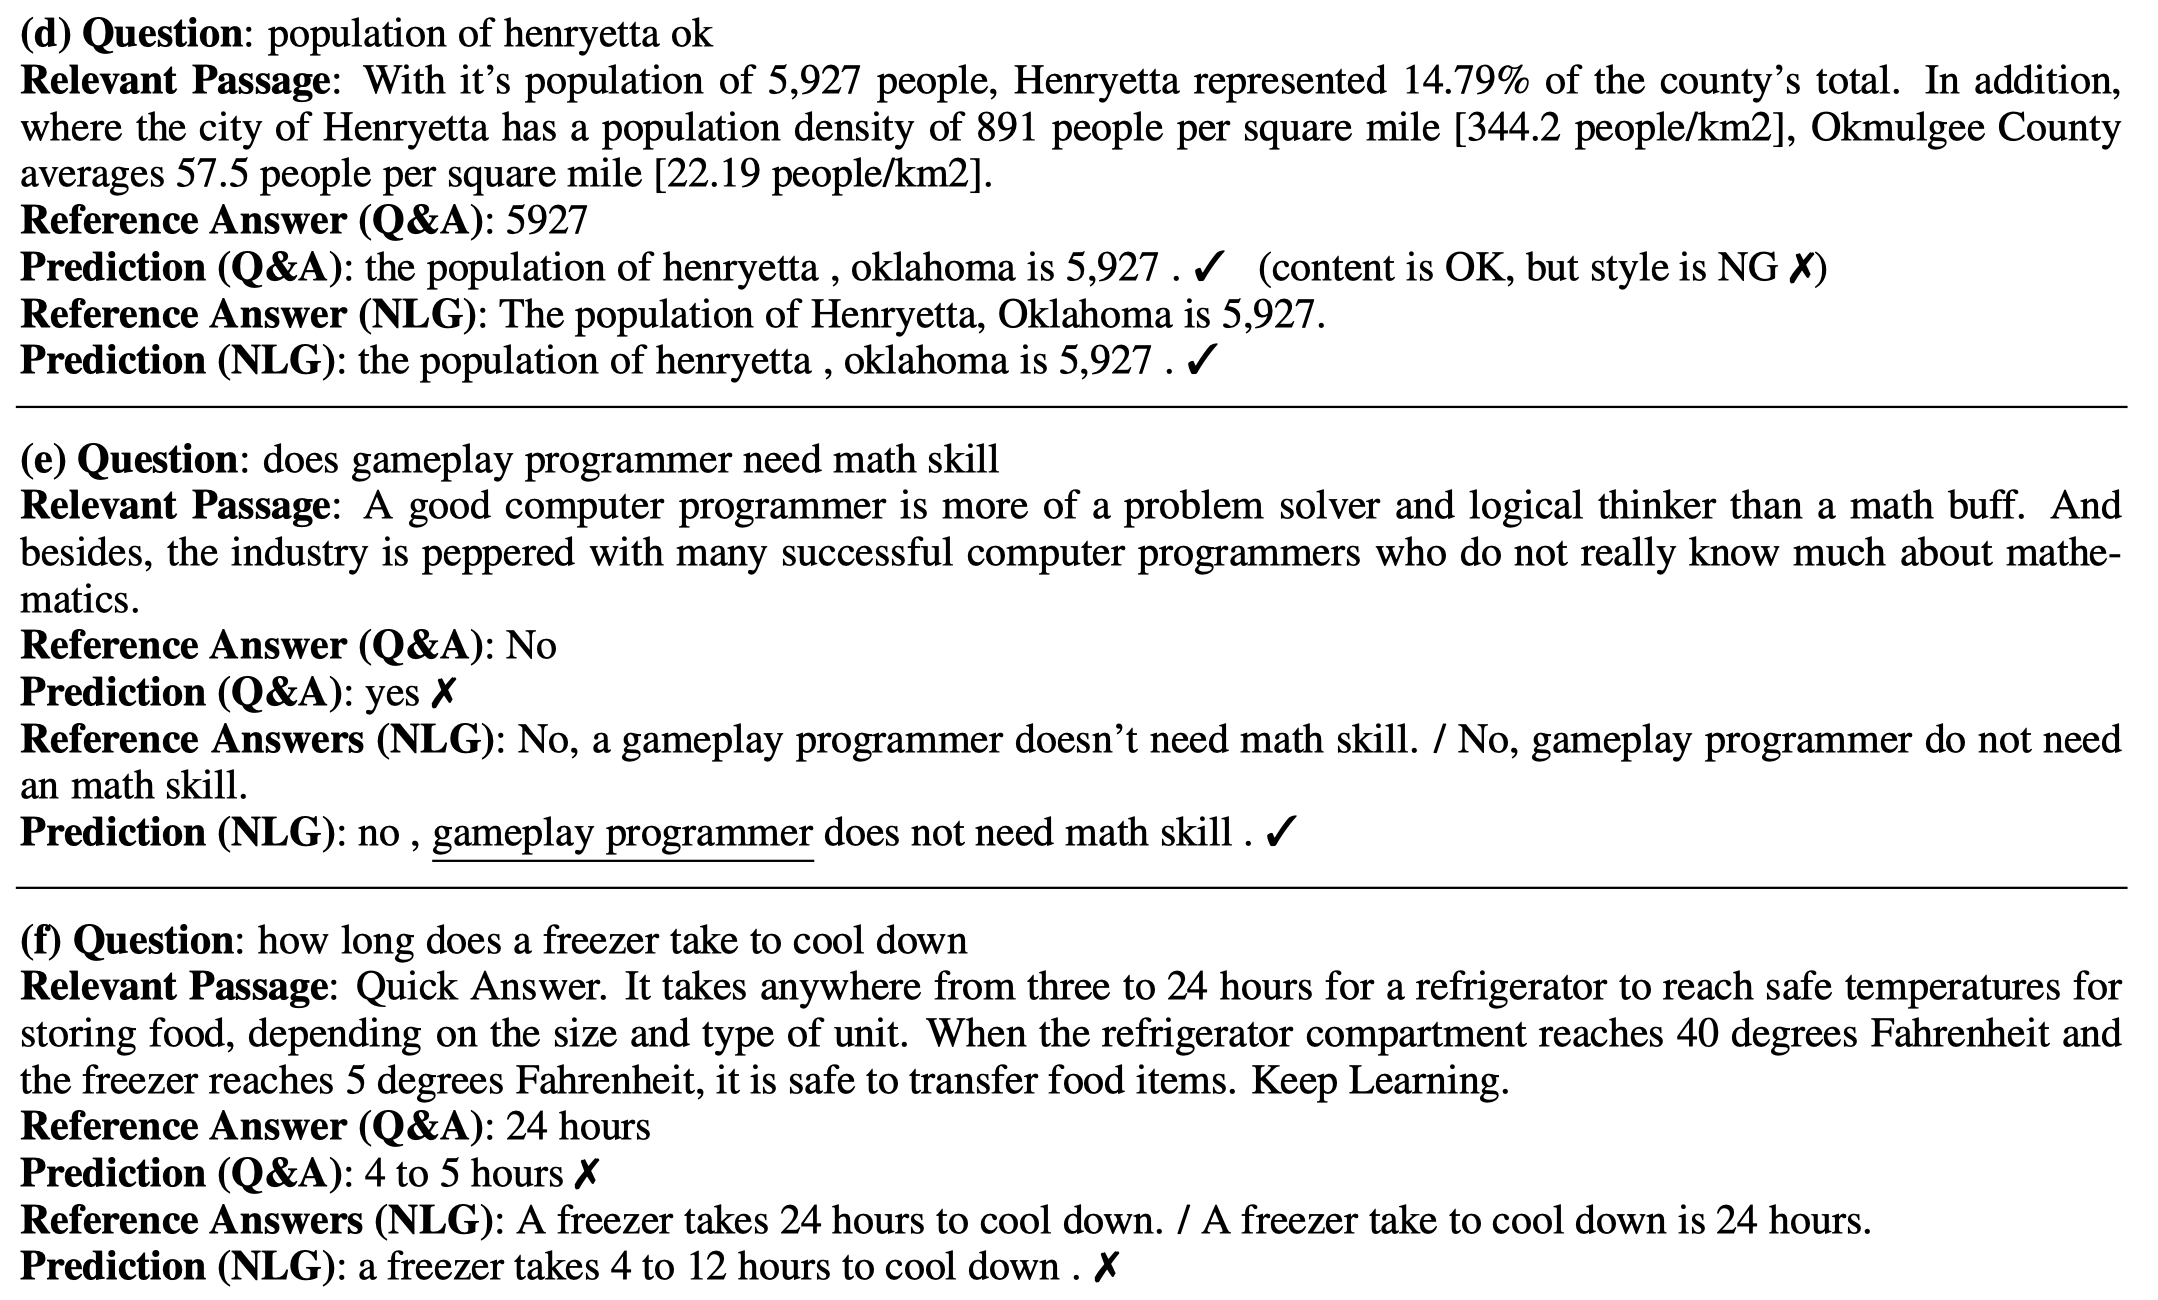 (d) Question: population of henryetta ok
Relevant Passage: With it's population of 5,927 people, Henryetta represented 14.79% of the county's total. In addition,
where the city of Henryetta has a population density of 891 people per square mile [344.2 people/km2], Okmulgee County
averages 57.5 people per square mile [22.19 people/km2].
Reference Answer (Q&A): 5927
Prediction (Q&A): the population of henryetta , oklahoma is 5,927 . ✓ (content is OK, but style is NG ✗)
Reference Answer (NLG): The population of Henryetta, Oklahoma is 5,927.
Prediction (NLG): the population of henryetta , oklahoma is 5,927 . ✓
(e) Question: does gameplay programmer need math skill
Relevant Passage: A good computer programmer is more of a problem solver and logical thinker than a math buff. And
besides, the industry is peppered with many successful computer programmers who do not really know much about mathe-
matics.
Reference Answer (Q&A): No
Prediction (Q&A): yes ✗
Reference Answers (NLG): No, a gameplay programmer doesn't need math skill. / No, gameplay programmer do not need
an math skill.
Prediction (NLG): no , gameplay programmer does not need math skill . ✓
(f) Question: how long does a freezer take to cool down
Relevant Passage: Quick Answer. It takes anywhere from three to 24 hours for a refrigerator to reach safe temperatures for
storing food, depending on the size and type of unit. When the refrigerator compartment reaches 40 degrees Fahrenheit and
the freezer reaches 5 degrees Fahrenheit, it is safe to transfer food items. Keep Learning.
Reference Answer (Q&A): 24 hours
Prediction (Q&A): 4 to 5 hours ✗
Reference Answers (NLG): A freezer takes 24 hours to cool down. / A freezer take to cool down is 24 hours.
Prediction (NLG): a freezer takes 4 to 12 hours to cool down . ✗